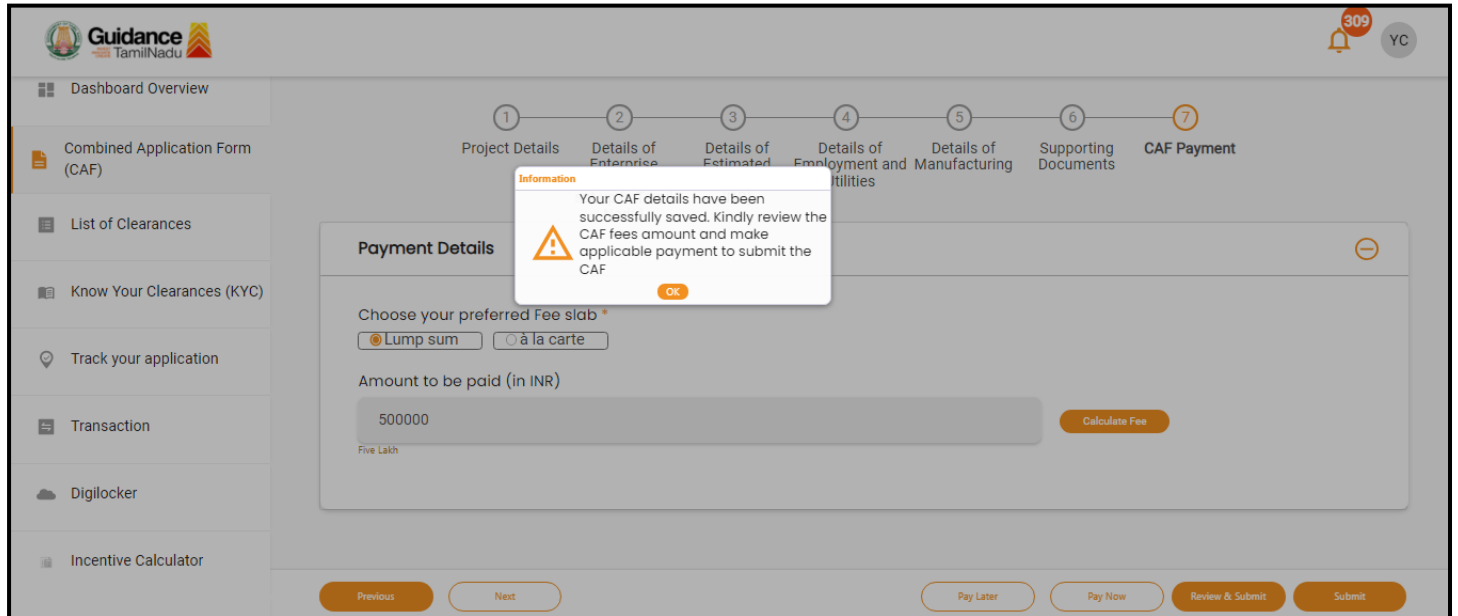 Guidance
TamilNadu
309
YC
Dashboard Overview
Combined Application Form
(CAF)
List of Clearances
Know Your Clearances (KYC)
Track your application
Transaction
Digilocker
Incentive Calculator
1
2
3
4
5
6
7
Project Details
Details of
Enterprise
Details of
Estimated
Details of
Employment and
Utilities
Details of
Manufacturing
Supporting
Documents
CAF Payment
Information
Your CAF details have been
successfully saved. Kindly review the
CAF fees amount and make
applicable payment to submit the
CAF
OK
Payment Details
Choose your preferred Fee slab *
Lump sum
à la carte
Amount to be paid (in INR)
500000
Calculate Fee
Five Lakh
Previous
Next
Pay Later
Pay Now
Review & Submit
Submit